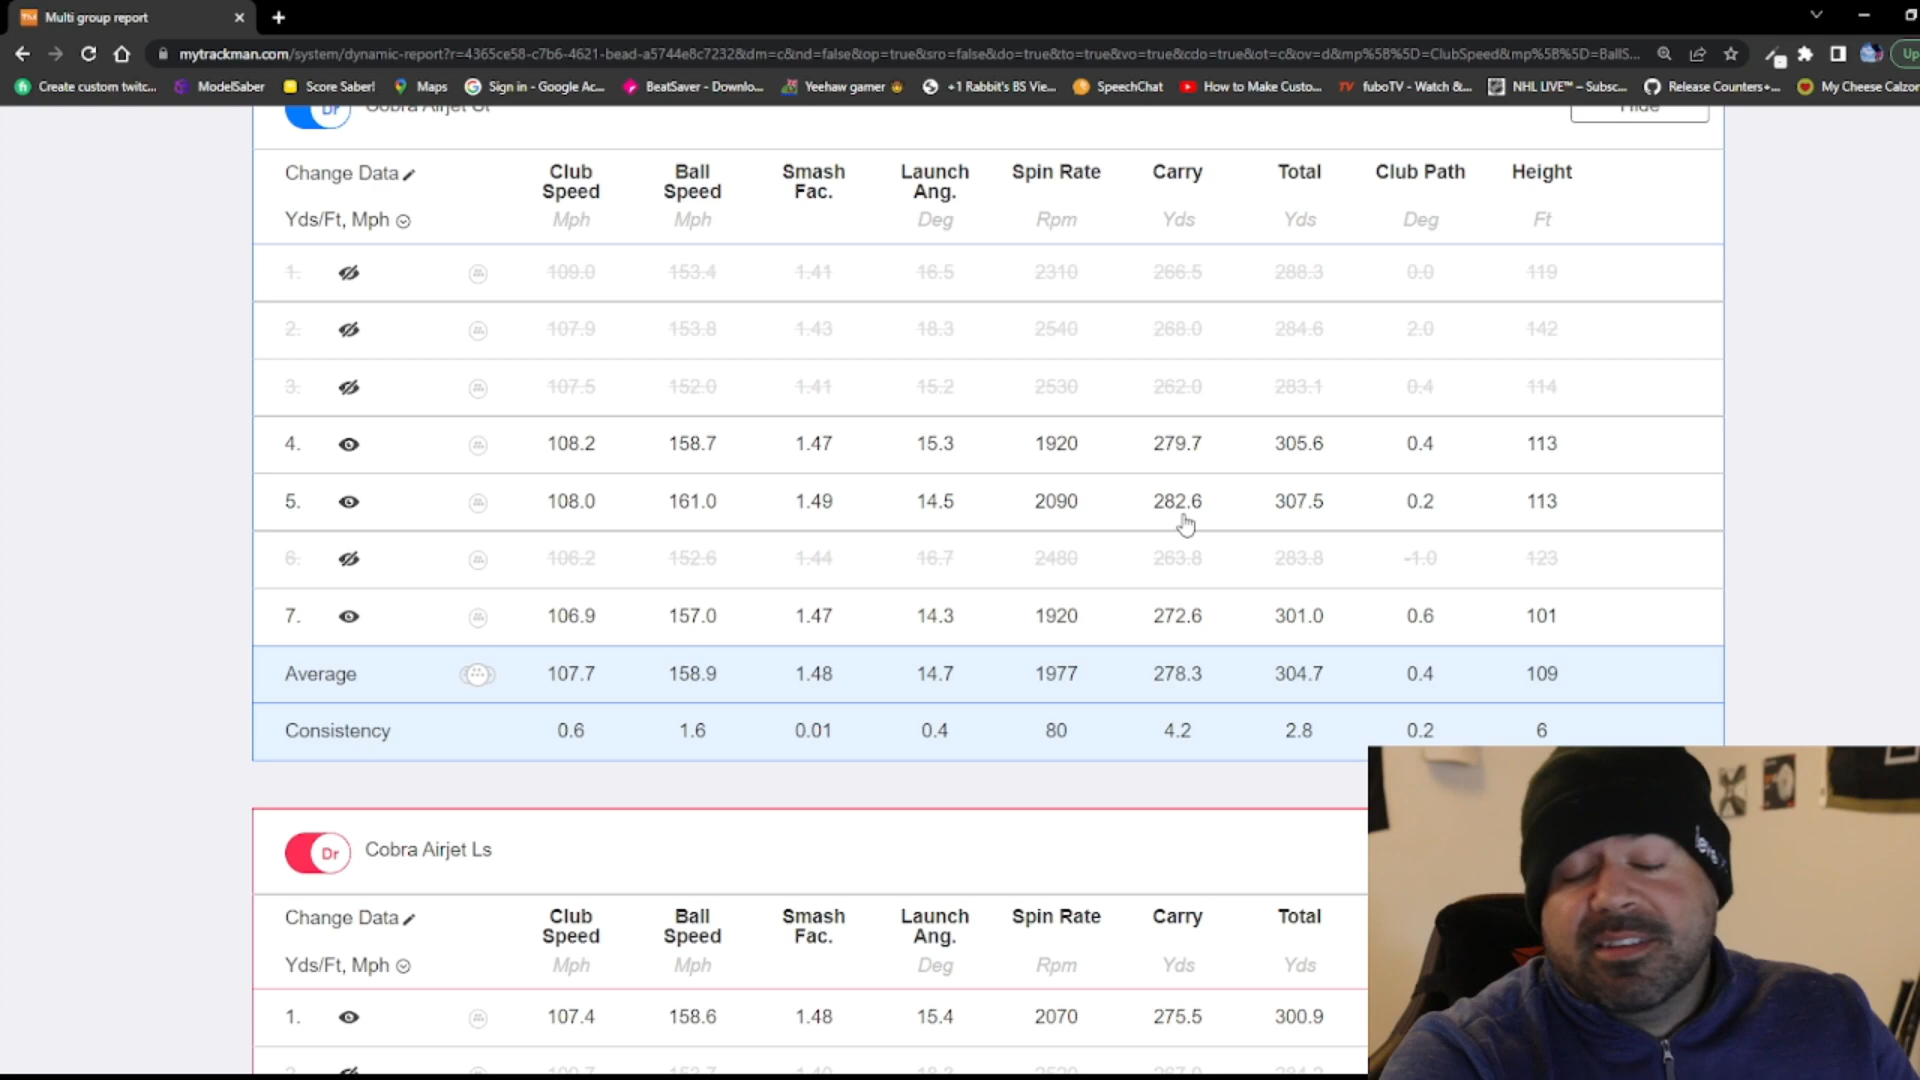 Multi group report
mytrackman.com/system/dynamic-report?r=4365ce58-c7b6-4621-bead-a5744e8c7232&dm=c&nd=false&op=true&sro=false&do=true&to=true&vo=true&cdo=true&ot=c&ov=d&mp%5B%5D=ClubSpeed&mp%5B%5D=BallS...
Create custom twitc... ModelSaber Score Saber! Maps Sign in - Google Ac... BeatSaver - Downlo... Yeehaw gamer +1 Rabbit's BS Vie... SpeechChat How to Make Custo... fuboTV - Watch &... NHL LIVE™ – Subsc... Release Counters+... My Cheese Calzon
Dr Cobra Airjet Hide
Change Data Club Speed Ball Speed Smash Fac. Launch Ang. Spin Rate Carry Total Club Path Height
Yds/Ft, Mph Mph Mph Deg Rpm Yds Yds Deg Ft
1. 109.0 153.4 1.41 16.5 2310 266.5 288.3 0.0 119
2. 107.9 153.8 1.43 18.3 2540 268.0 284.6 2.0 142
3. 107.5 152.0 1.41 15.2 2530 262.0 283.1 0.4 114
4. 108.2 158.7 1.47 15.3 1920 279.7 305.6 0.4 113
5. 108.0 161.0 1.49 14.5 2090 282.6 307.5 0.2 113
6. 106.2 152.6 1.44 16.7 2480 263.8 283.8 -1.0 123
7. 106.9 157.0 1.47 14.3 1920 272.6 301.0 0.6 101
Average 107.7 158.9 1.48 14.7 1977 278.3 304.7 0.4 109
Consistency 0.6 1.6 0.01 0.4 80 4.2 2.8 0.2 6
Dr Cobra Airjet Ls
Change Data Club Speed Ball Speed Smash Fac. Launch Ang. Spin Rate Carry Total
Yds/Ft, Mph Mph Mph Deg Rpm Yds Yds
1. 107.4 158.6 1.48 15.4 2070 275.5 300.9